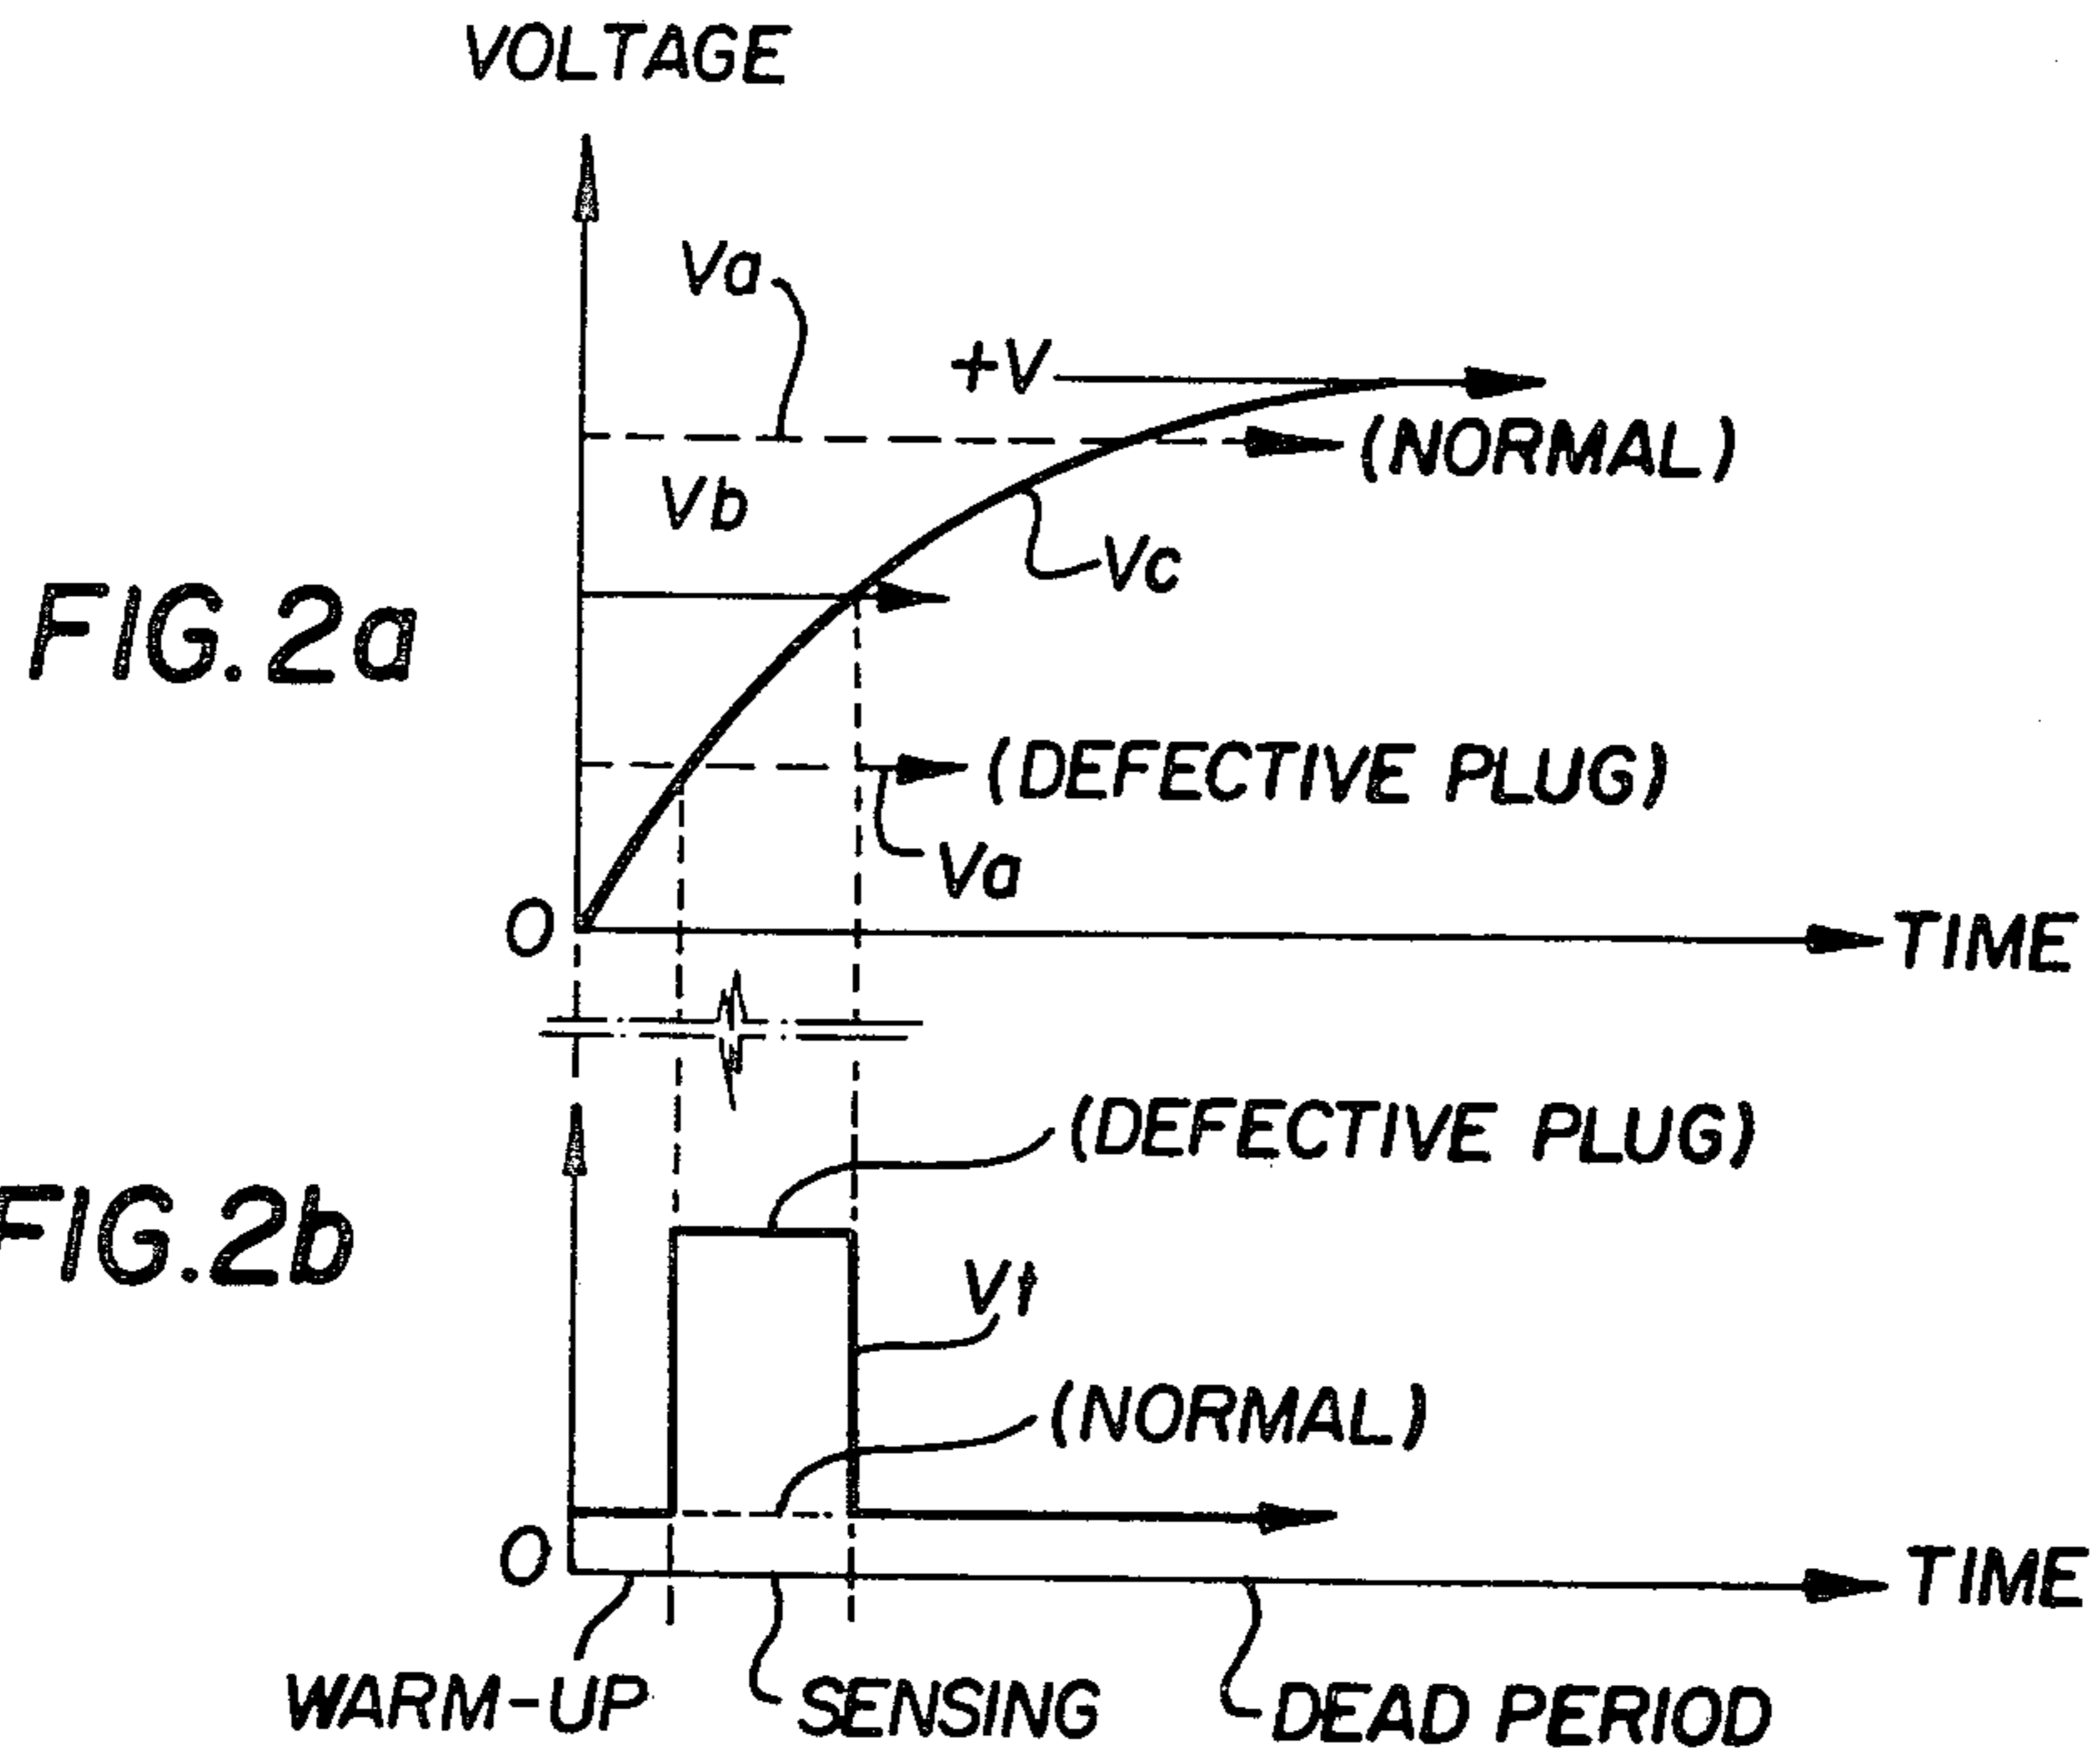 VOLTAGE
Va
+V
(NORMAL)
Vb
Vc
FIG.2a
(DEFECTIVE PLUG)
Va
O
TIME
(DEFECTIVE PLUG)
FIG.2b
Vt
(NORMAL)
O
TIME
WARM-UP
SENSING
DEAD PERIOD